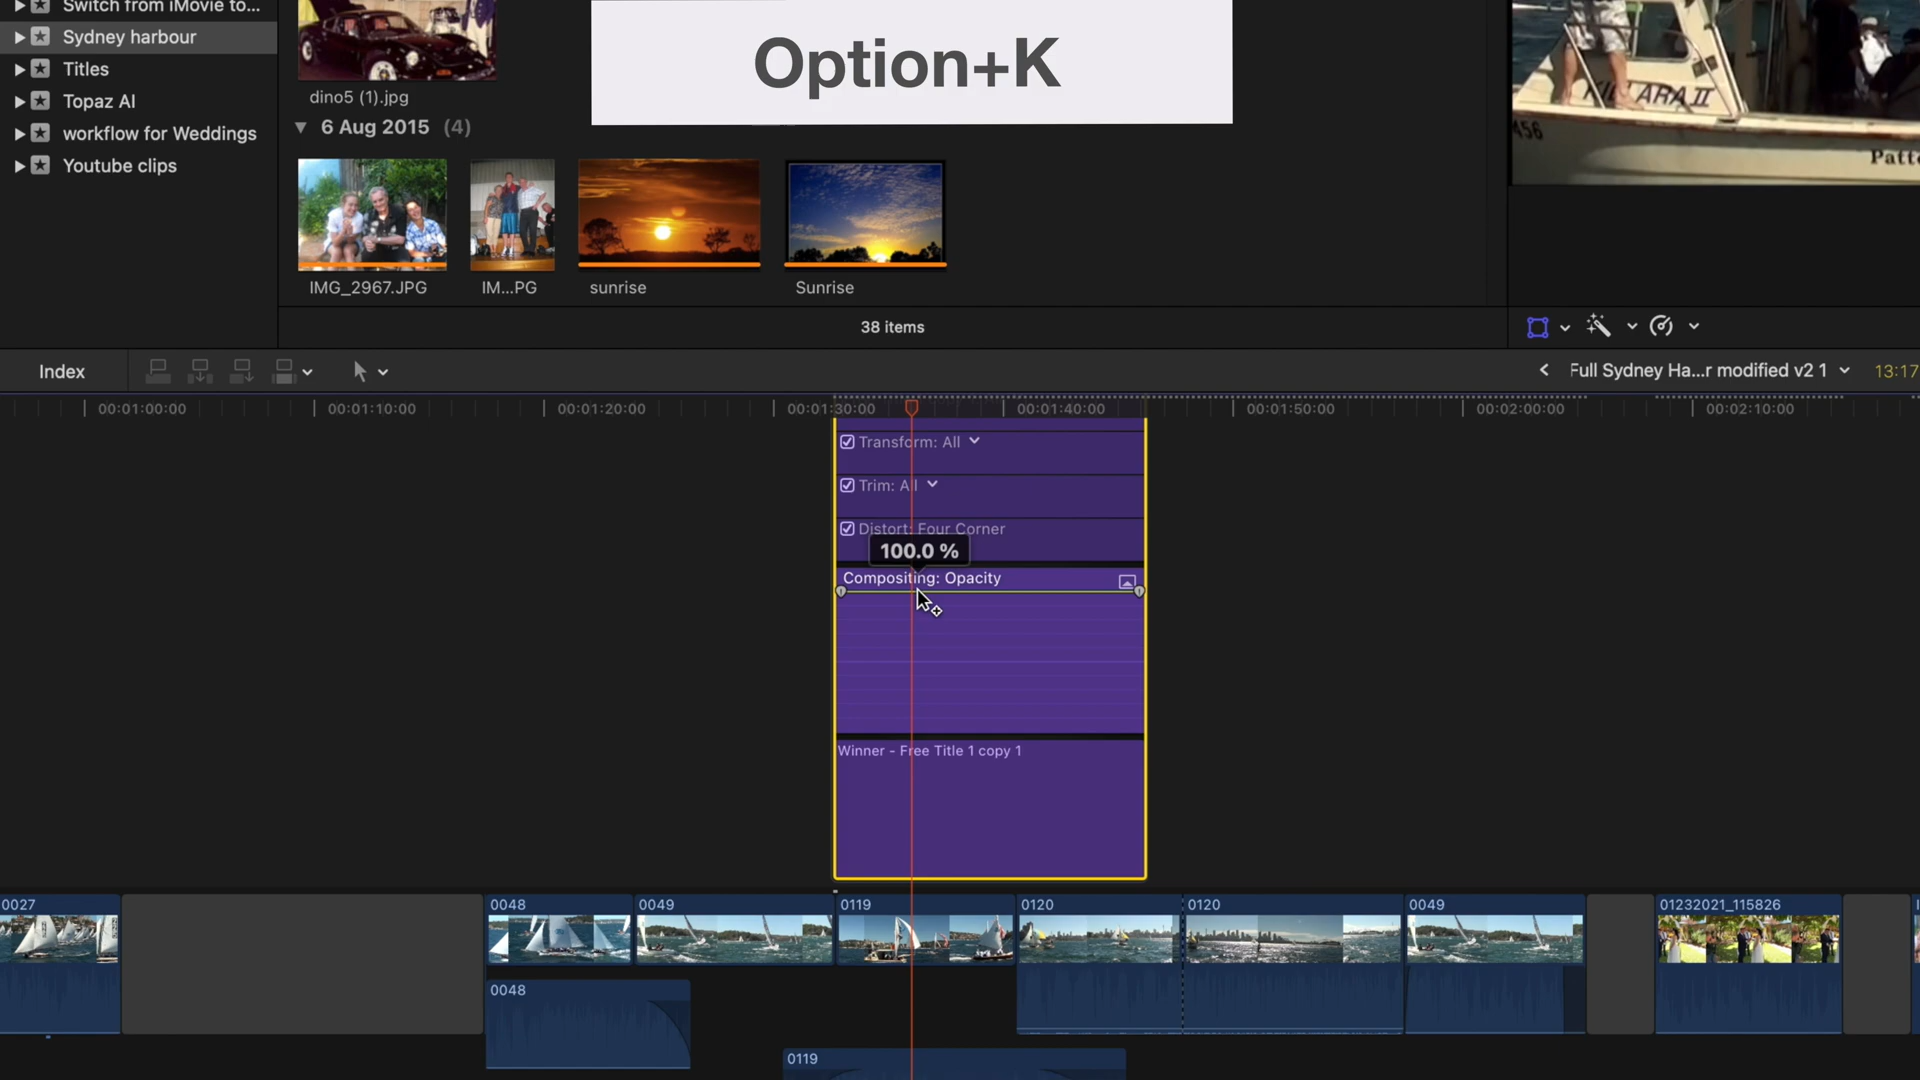 Switch from iMovie to...
Sydney harbour
Titles
Topaz AI
workflow for Weddings
Youtube clips
dino5 (1).jpg
Option+K
6 Aug 2015 (4)
IMG_2967.JPG
IM...PG
sunrise
Sunrise
38 items
KILLARA II
456
Patt
Index
Full Sydney Ha...r modified v2 1
13:17
00:01:00:00
00:01:10:00
00:01:20:00
00:01:30:00
00:01:40:00
00:01:50:00
00:02:00:00
00:02:10:00
Transform: All
Trim: All
Distort: Four Corner
100.0 %
Compositing: Opacity
Winner - Free Title 1 copy 1
0027
0048
0049
0119
0120
0120
0049
01232021_115826
0048
0119